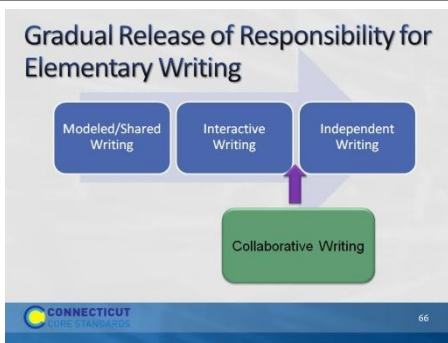 Gradual Release of Responsibility for
Elementary Writing
Modeled/Shared
Writing
Interactive
Writing
Independent
Writing
Collaborative Writing
CONNECTICUT
CORE STANDARDS
66